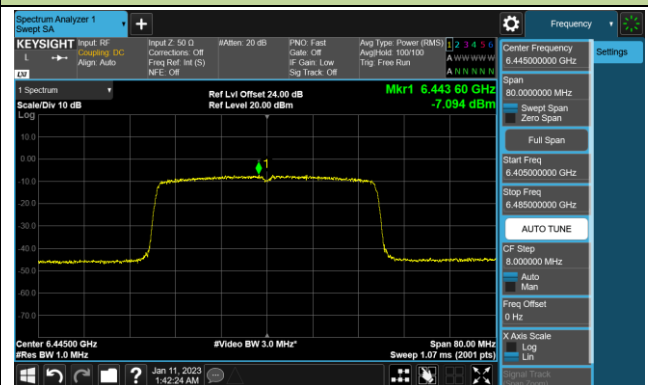 Spectrum Analyzer 1
Swept SA
Frequency
KEYSIGHT
L
LXI
Input: RF
Coupling: DC
Align: Auto
Input Z: 50 Ω
Corrections: Off
Freq Ref: Int (S)
NFE: Off
#Atten: 20 dB
PNO: Fast
Gate: Off
IF Gain: Low
Sig Track: Off
Avg Type: Power (RMS)
Avg|Hold: 100/100
Trig: Free Run
1 2 3 4 5 6
A W W W W W
A N N N N N
1 Spectrum
Scale/Div 10 dB
Log
Ref Lvl Offset 24.00 dB
Ref Level 20.00 dBm
Mkr1 6.443 60 GHz
-7.094 dBm
1
10.0
0.00
-10.0
-20.0
-30.0
-40.0
-50.0
-60.0
-70.0
Center 6.44500 GHz
#Res BW 1.0 MHz
#Video BW 3.0 MHz*
Span 80.00 MHz
Sweep 1.07 ms (2001 pts)
Jan 11, 2023
1:42:24 AM
Settings
Center Frequency
6.445000000 GHz
Span
80.0000000 MHz
Swept Span
Zero Span
Full Span
Start Freq
6.405000000 GHz
Stop Freq
6.485000000 GHz
AUTO TUNE
CF Step
8.000000 MHz
Auto
Man
Freq Offset
0 Hz
X Axis Scale
Log
Lin
Signal Track
(Span Zoom)